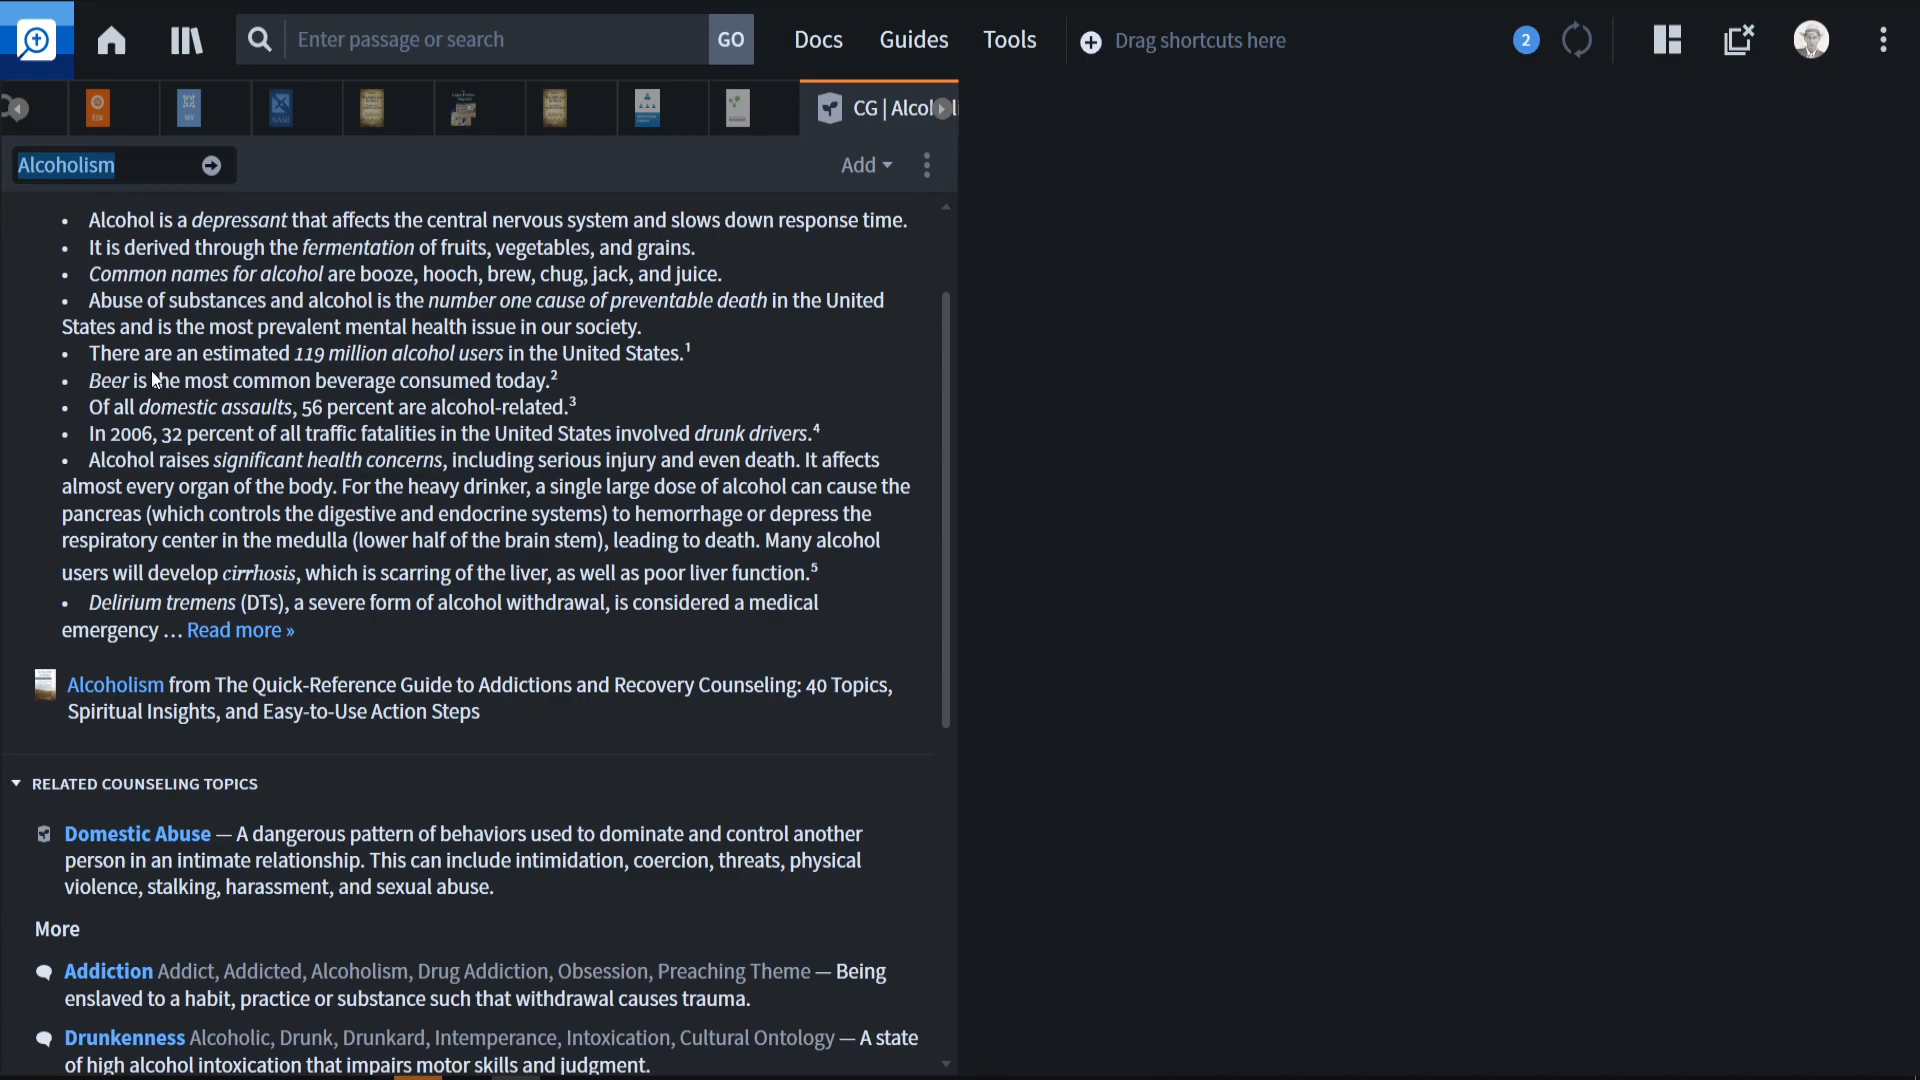 Enter passage or search
GO
Docs
Guides
Tools
Drag shortcuts here
2
ESV
NIV
NASB
CG | Alcoholi
Alcoholism
Add
• Alcohol is a depressant that affects the central nervous system and slows down response time.
• It is derived through the fermentation of fruits, vegetables, and grains.
• Common names for alcohol are booze, hooch, brew, chug, jack, and juice.
• Abuse of substances and alcohol is the number one cause of preventable death in the United
States and is the most prevalent mental health issue in our society.
• There are an estimated 119 million alcohol users in the United States.¹
• Beer is the most common beverage consumed today.²
• Of all domestic assaults, 56 percent are alcohol-related.³
• In 2006, 32 percent of all traffic fatalities in the United States involved drunk drivers.⁴
• Alcohol raises significant health concerns, including serious injury and even death. It affects
almost every organ of the body. For the heavy drinker, a single large dose of alcohol can cause the
pancreas (which controls the digestive and endocrine systems) to hemorrhage or depress the
respiratory center in the medulla (lower half of the brain stem), leading to death. Many alcohol
users will develop cirrhosis, which is scarring of the liver, as well as poor liver function.⁵
• Delirium tremens (DTs), a severe form of alcohol withdrawal, is considered a medical
emergency … Read more »
Alcoholism from The Quick-Reference Guide to Addictions and Recovery Counseling: 40 Topics,
Spiritual Insights, and Easy-to-Use Action Steps
RELATED COUNSELING TOPICS
Domestic Abuse — A dangerous pattern of behaviors used to dominate and control another
person in an intimate relationship. This can include intimidation, coercion, threats, physical
violence, stalking, harassment, and sexual abuse.
More
Addiction Addict, Addicted, Alcoholism, Drug Addiction, Obsession, Preaching Theme — Being
enslaved to a habit, practice or substance such that withdrawal causes trauma.
Drunkenness Alcoholic, Drunk, Drunkard, Intemperance, Intoxication, Cultural Ontology — A state
of high alcohol intoxication that impairs motor skills and judgment.